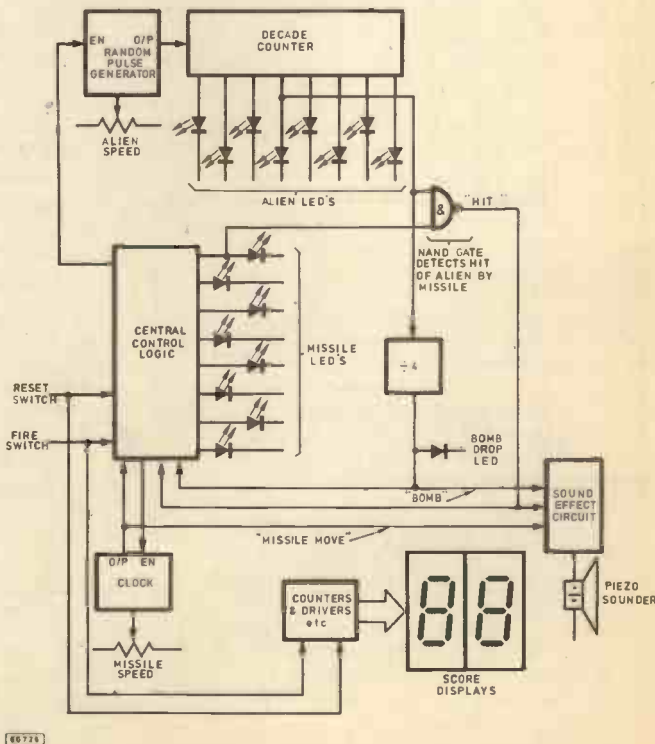 DECADE
COUNTER
EN O/P
RANDOM
PULSE
GENERATOR
ALIEN
SPEED
ALIEN LED'S
&
"HIT"
NAND GATE
DETECTS HIT
OF ALIEN BY
MISSILE
CENTRAL
CONTROL
LOGIC
MISSILE
LED'S
÷4
RESET
SWITCH
FIRE
SWITCH
BOMB
DROP
LED
"BOMB"
SOUND
EFFECT
CIRCUIT
"MISSILE MOVE"
O/P EN
CLOCK
COUNTERS
& DRIVERS
etc
88
PIEZO
SOUNDER
MISSILE
SPEED
SCORE
DISPLAYS